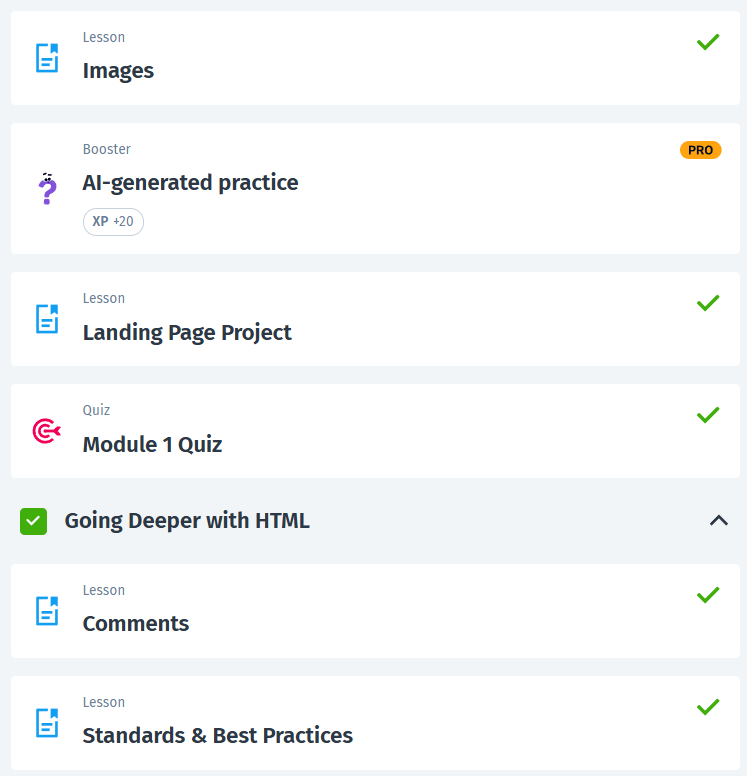 Lesson
Images
Booster
PRO
AI-generated practice
XP +20
Lesson
Landing Page Project
Quiz
Module 1 Quiz
Going Deeper with HTML
Lesson
Comments
Lesson
Standards & Best Practices